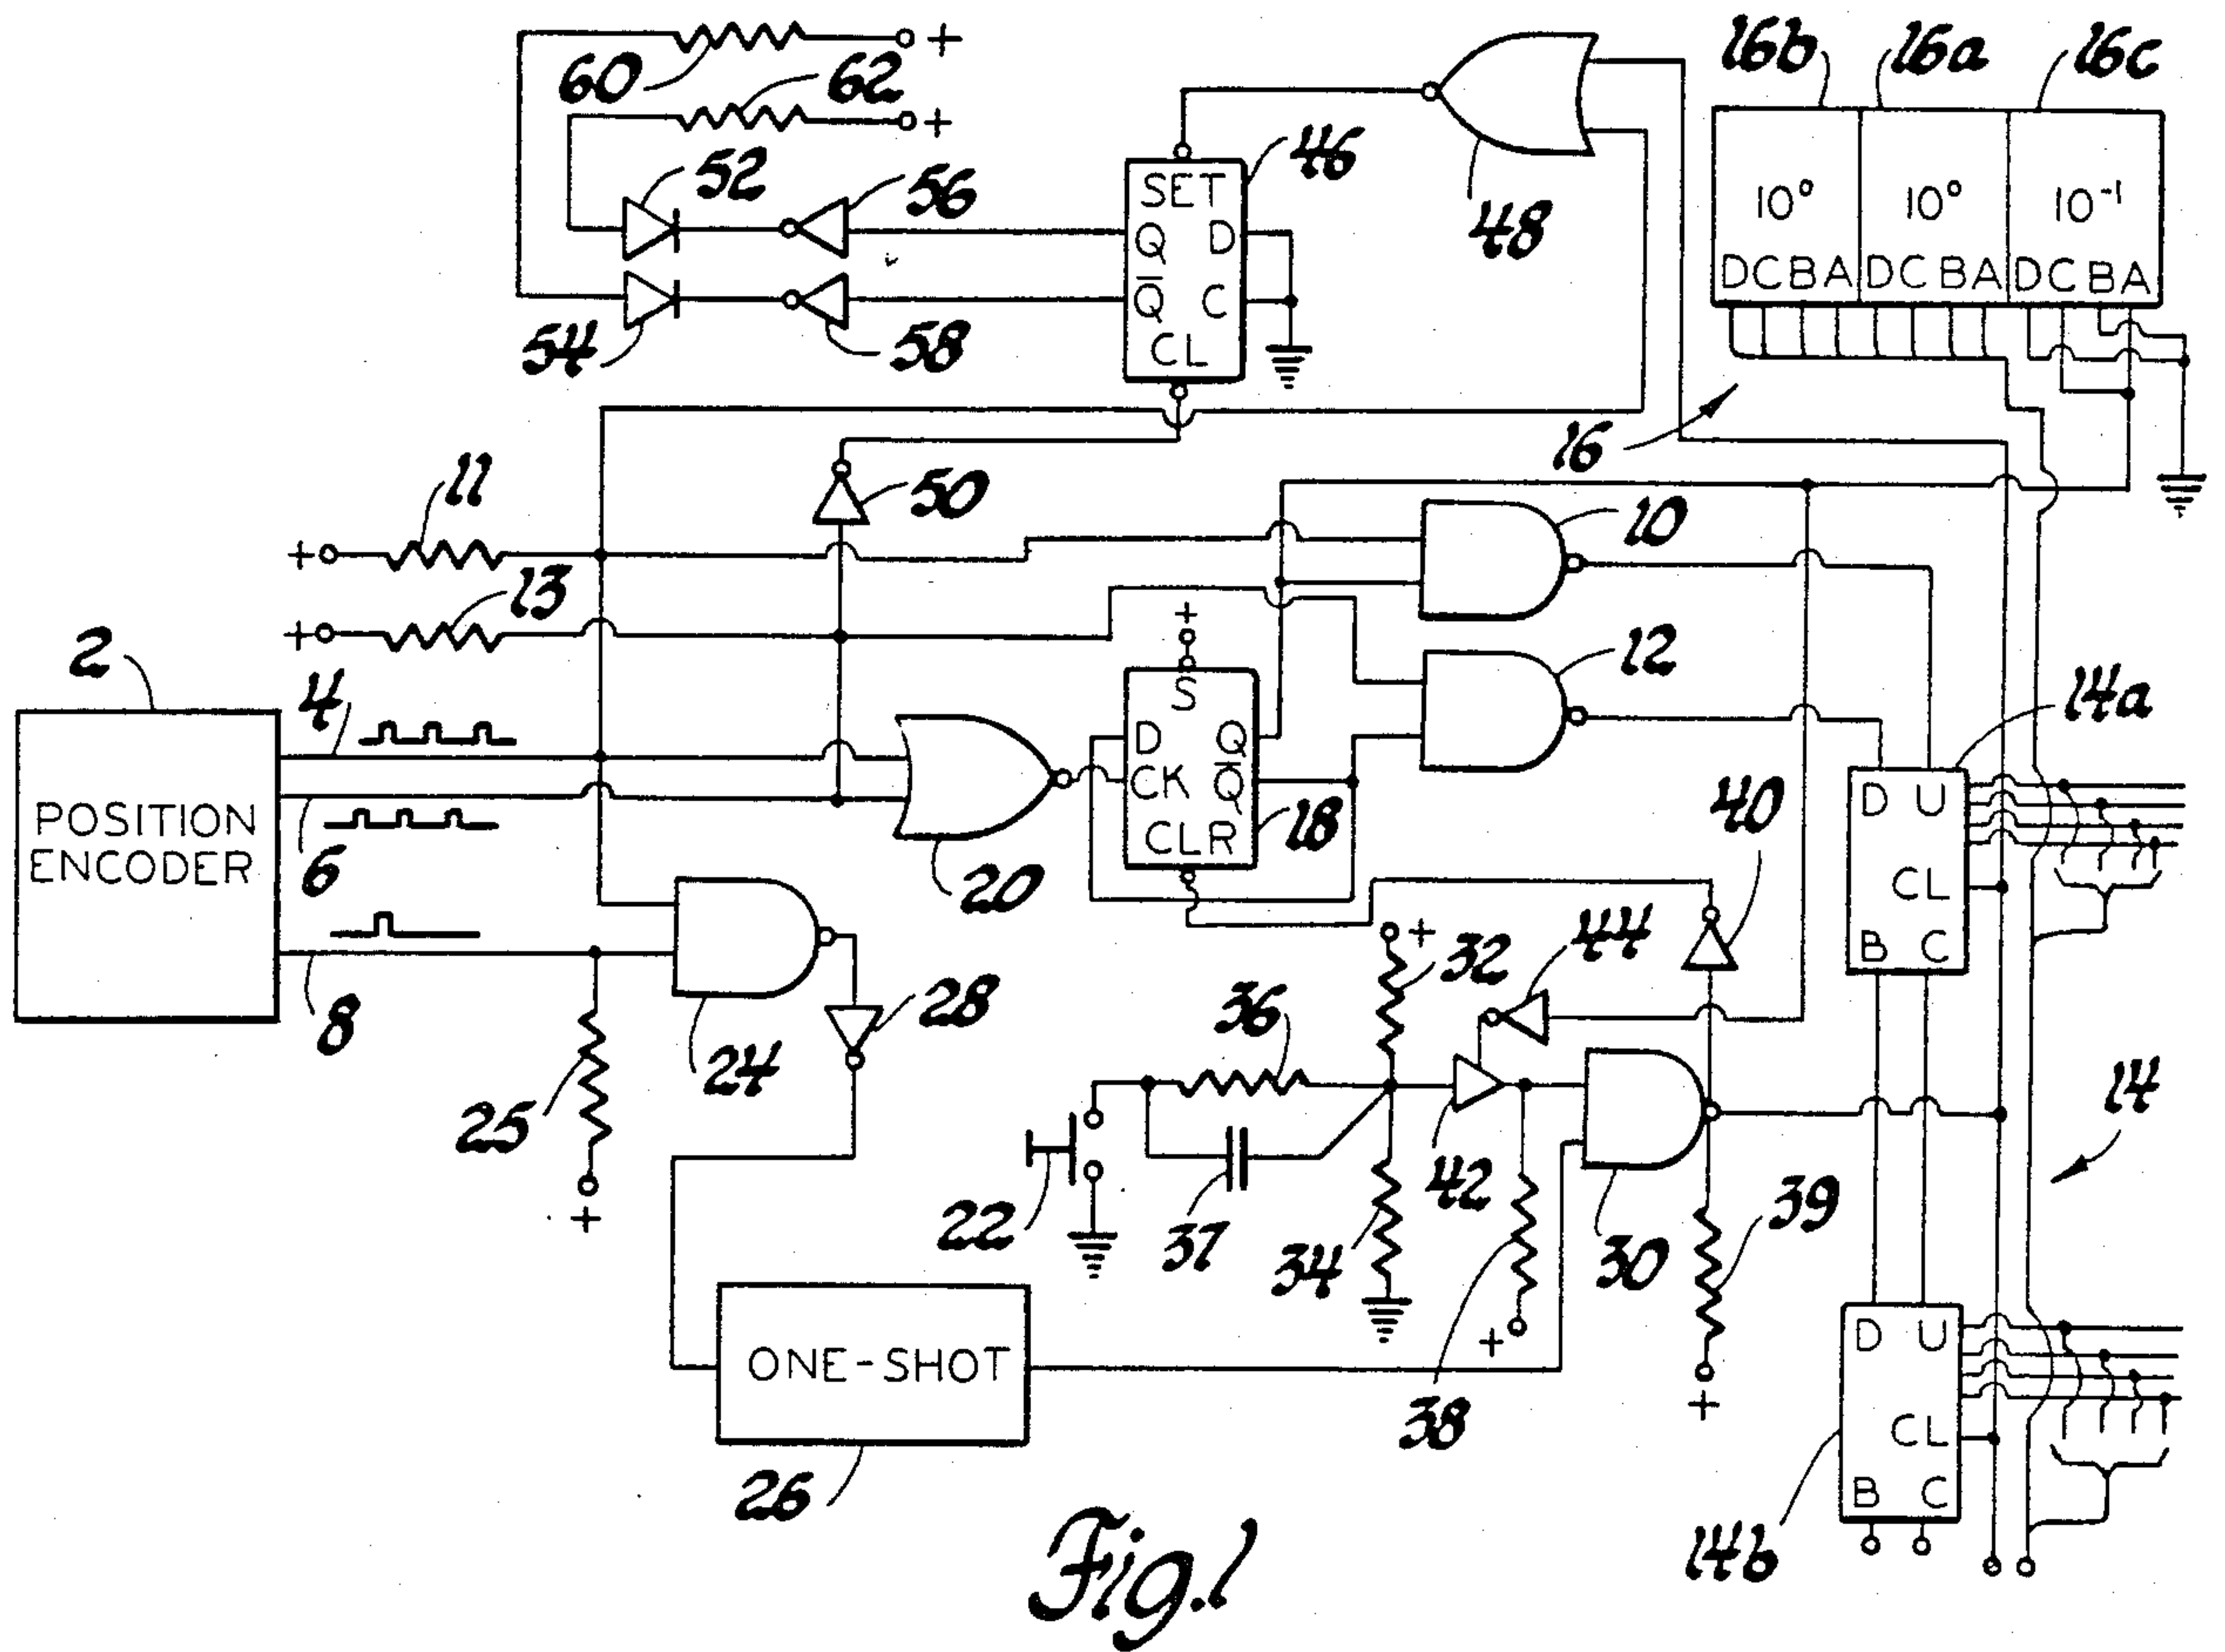 60
+
62
+
52
56
54
58
SET
Q D
Q̅ C
CL
46
48
16b 16a 16c
10⁰ 10⁰ 10⁻¹
DCBA DCBA DCBA
16
11
+
13
+
50
10
12
2
POSITION
ENCODER
4
6
8
20
+
S
D Q
CK Q̅
CLR
18
40
14a
D U
CL
B C
24
25
+
28
22
36
37
+
32
34
44
42
38
+
30
39
+
14
ONE-SHOT
26
D U
CL
B C
14b
Fig. 1